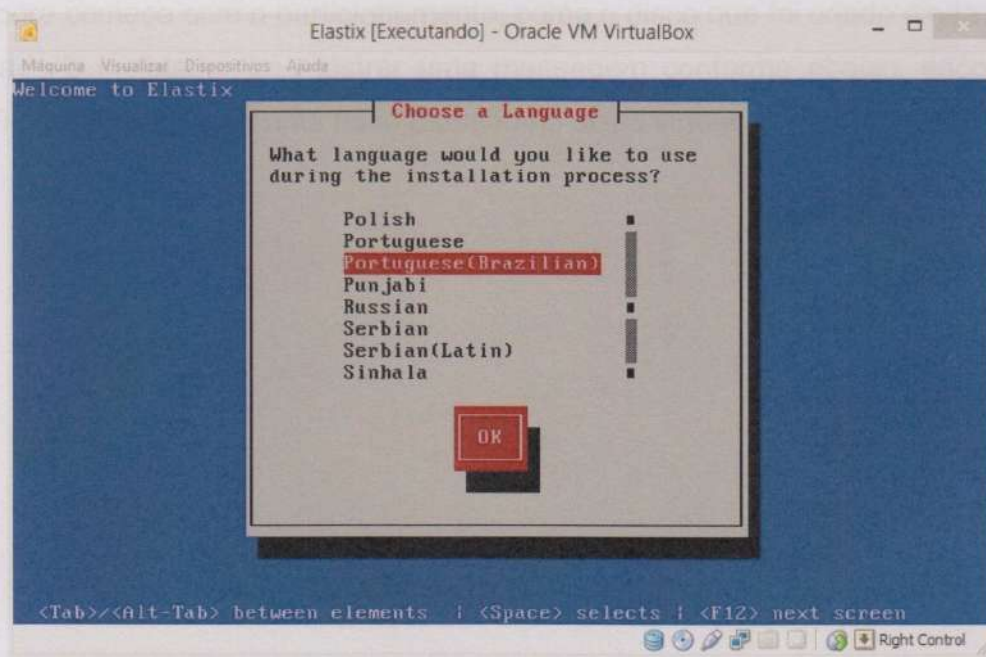 Elastix [Executando] - Oracle VM VirtualBox
Máquina Visualizar Dispositivos Ajuda
Welcome to Elastix
Choose a Language
What language would you like to use
during the installation process?
Polish
Portuguese
Portuguese(Brazilian)
Punjabi
Russian
Serbian
Serbian(Latin)
Sinhala
OK
<Tab>/<Alt-Tab> between elements | <Space> selects | <F12> next screen
Right Control